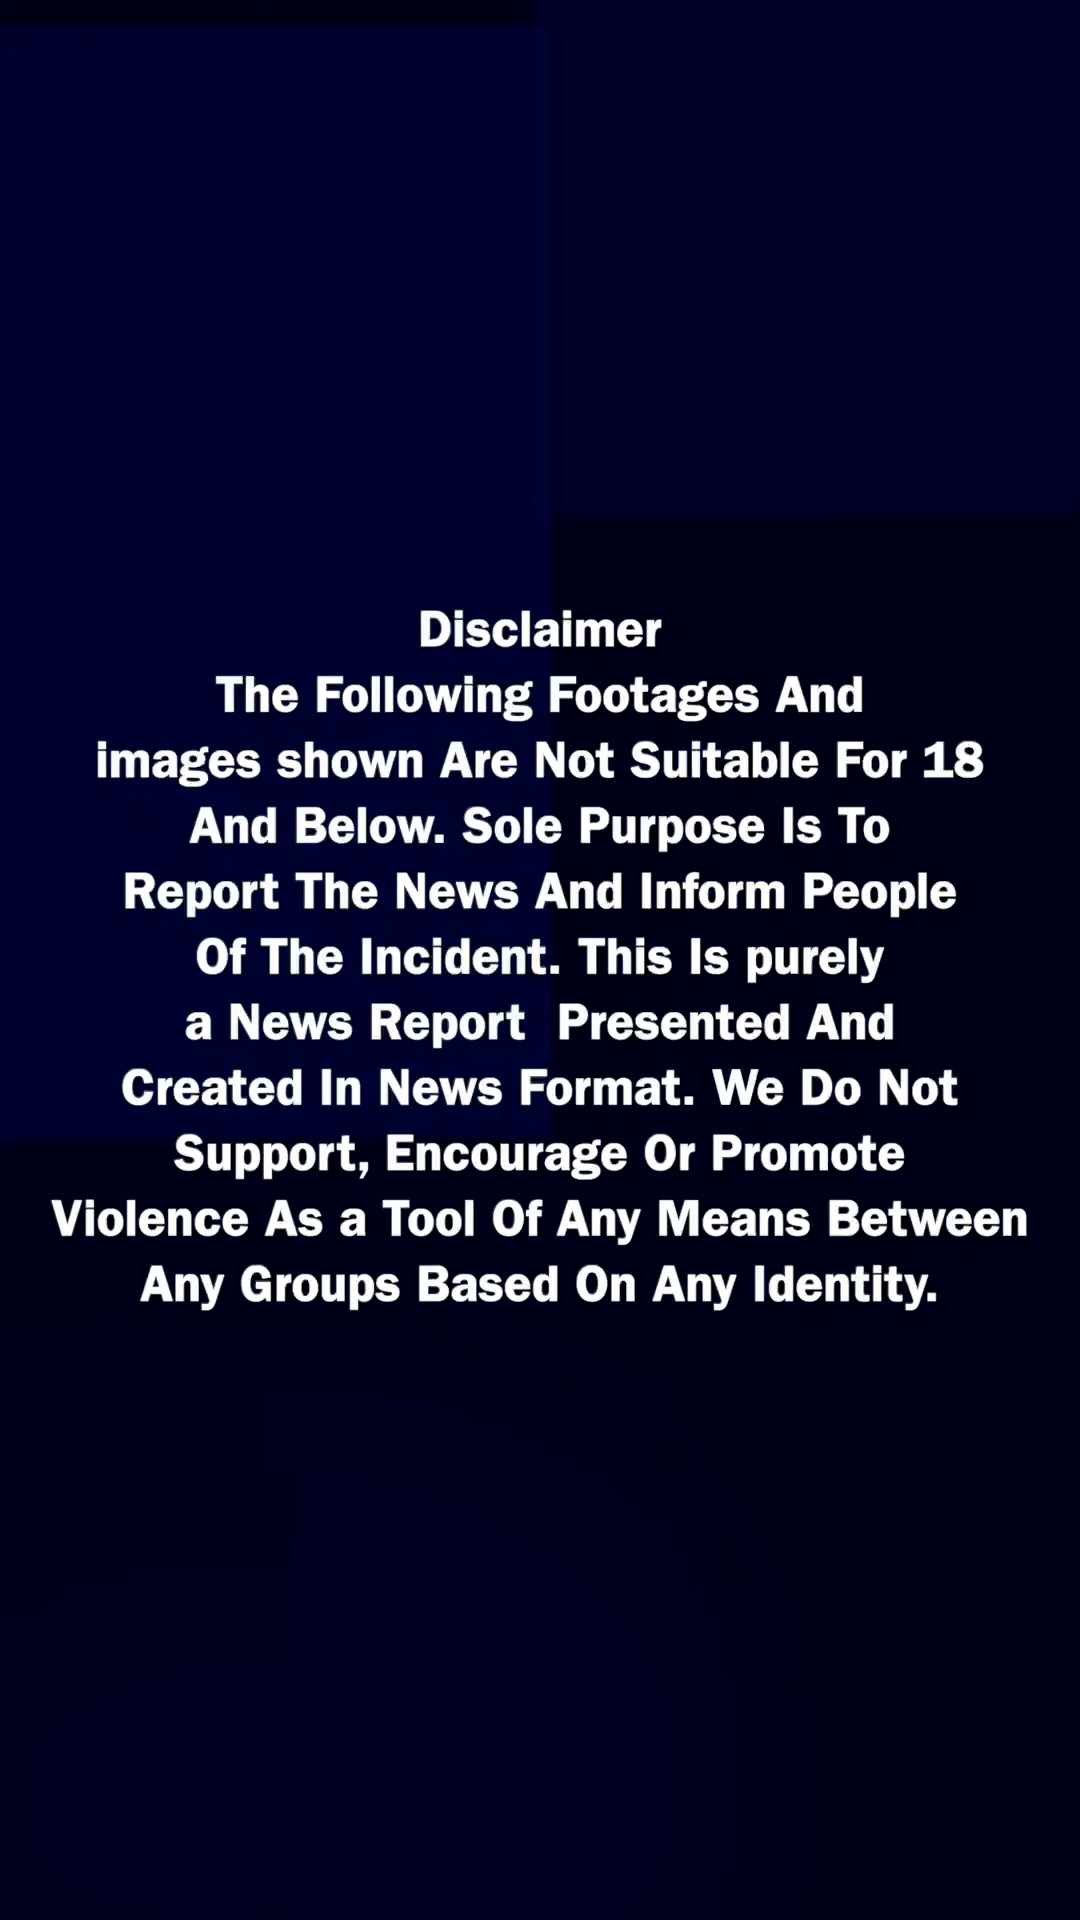 Disclaimer
The Following Footages And
images shown Are Not Suitable For 18
And Below. Sole Purpose Is To
Report The News And Inform People
Of The Incident. This Is purely
a News Report  Presented And
Created In News Format. We Do Not
Support, Encourage Or Promote
Violence As a Tool Of Any Means Between
Any Groups Based On Any Identity.